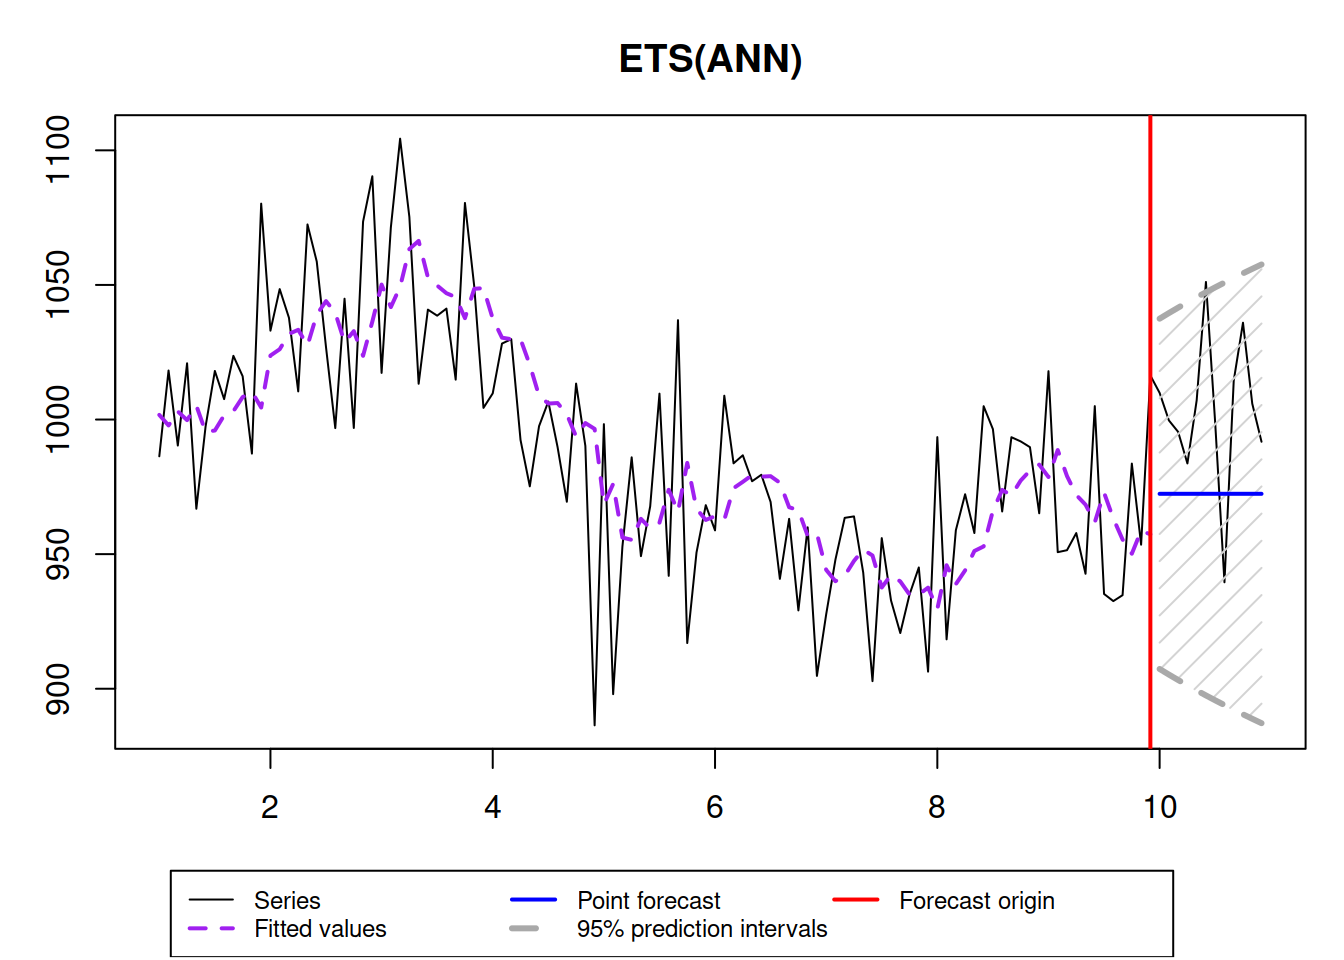 ETS(ANN)
1100
1050
1000
950
900
2 4 6 8 10
Series Point forecast Forecast origin
Fitted values 95% prediction intervals